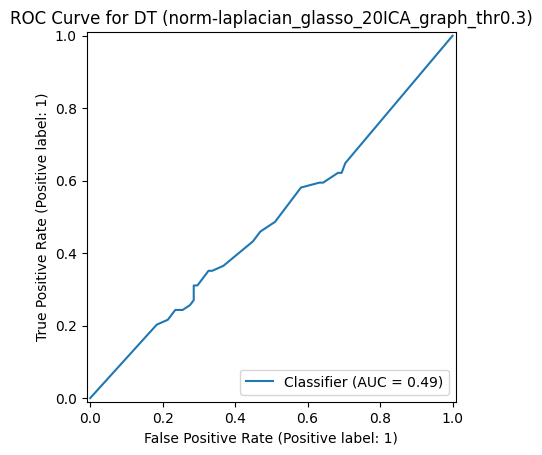 ROC Curve for DT (norm-laplacian_glasso_20ICA_graph_thr0.3)
1.0
0.8
0.6
0.4
0.2
0.0
True Positive Rate (Positive label: 1)
Classifier (AUC = 0.49)
0.0 0.2 0.4 0.6 0.8 1.0
False Positive Rate (Positive label: 1)